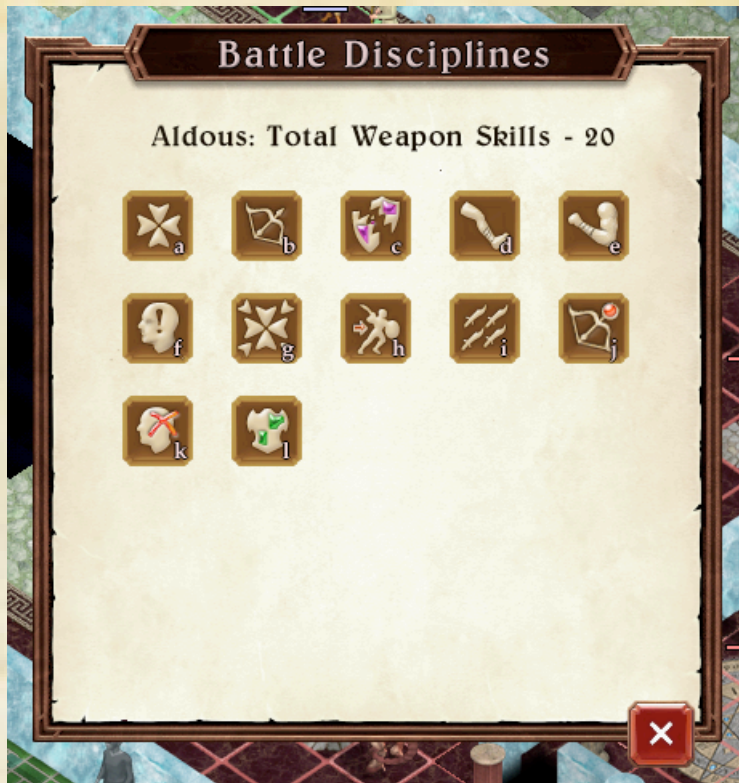 Battle Disciplines
Aldous: Total Weapon Skills - 20
a b c d e
f g h i j
k l